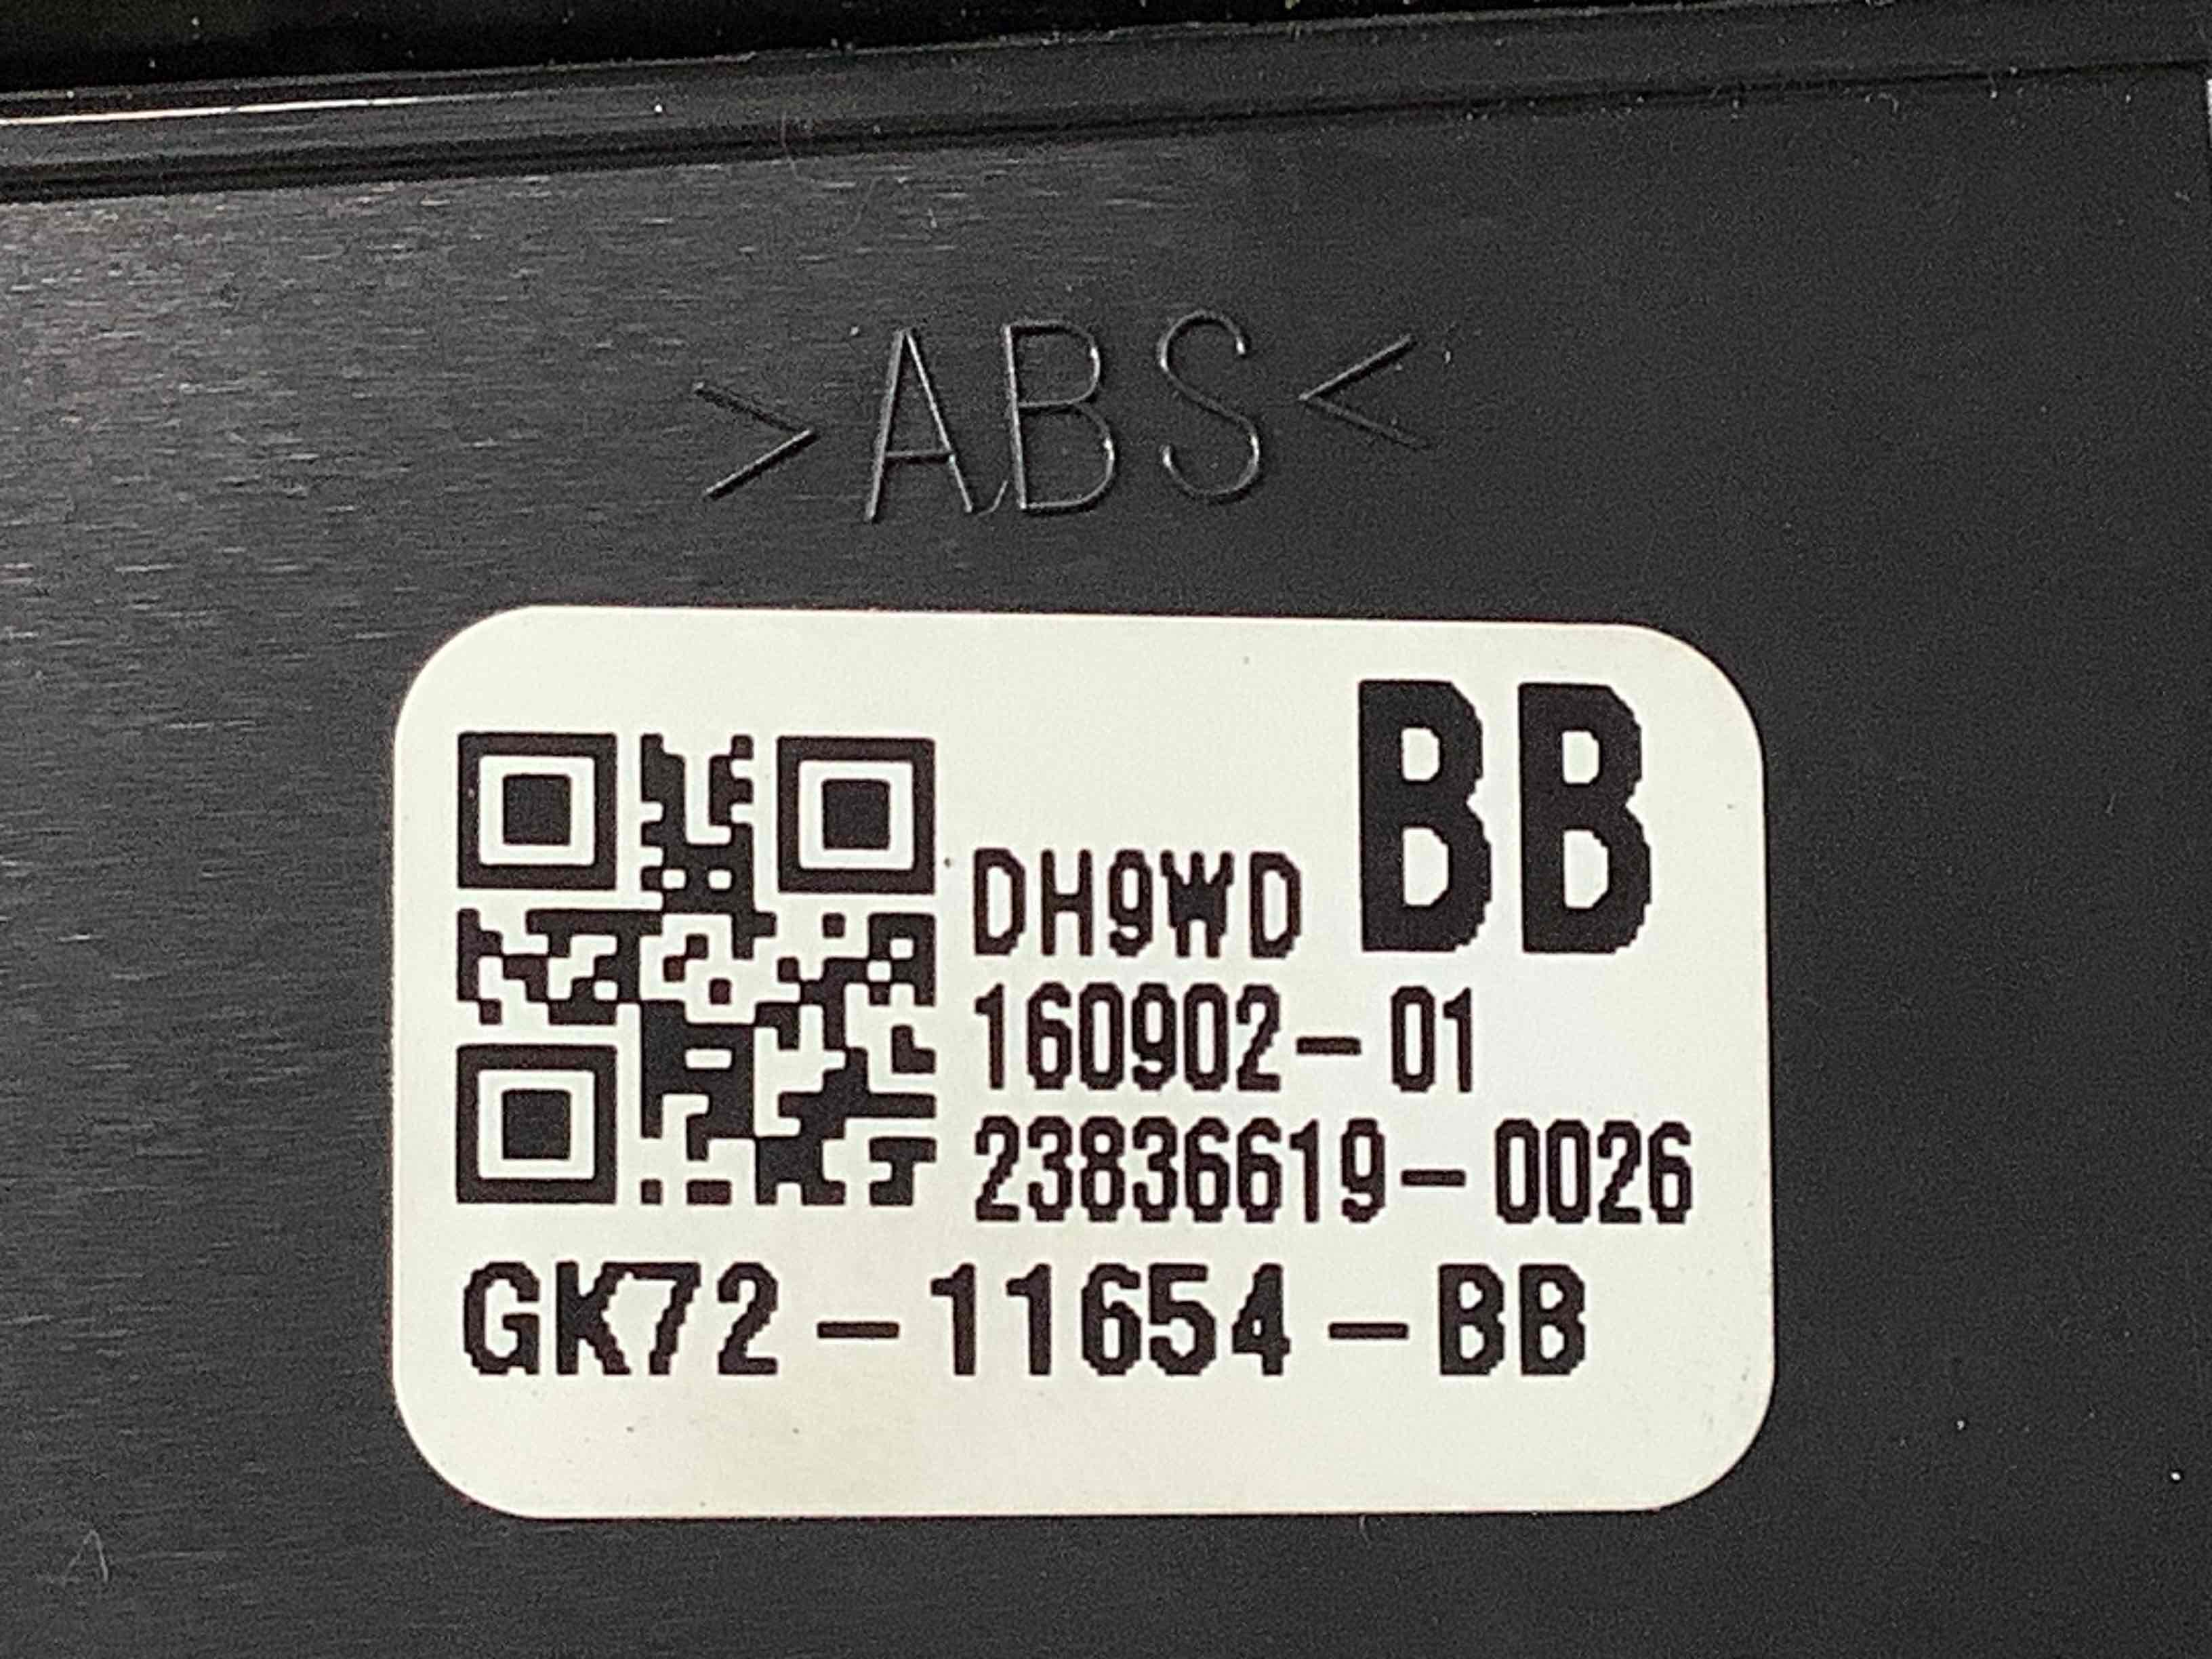 >ABS<
BB
DH9WD
160902-01
23836619-0026
GK72-11654-BB